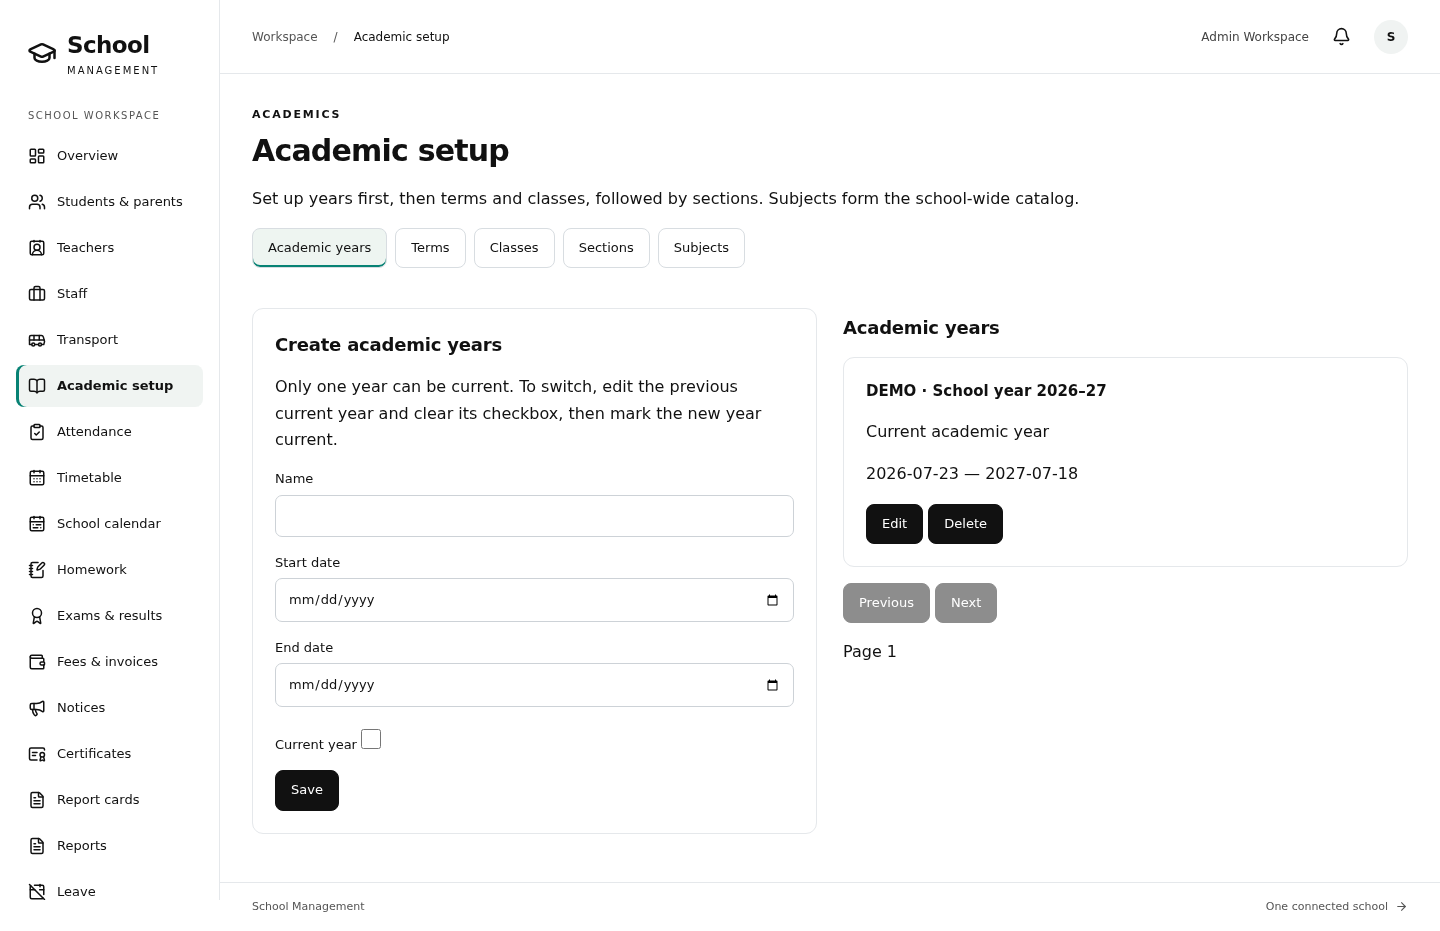 School
MANAGEMENT
SCHOOL WORKSPACE
Overview
Students & parents
Teachers
Staff
Transport
Academic setup
Attendance
Timetable
School calendar
Homework
Exams & results
Fees & invoices
Notices
Certificates
Report cards
Reports
Leave
Workspace / Academic setup
Admin Workspace
S
ACADEMICS
Academic setup
Set up years first, then terms and classes, followed by sections. Subjects form the school-wide catalog.
Academic years
Terms
Classes
Sections
Subjects
Create academic years
Only one year can be current. To switch, edit the previous
current year and clear its checkbox, then mark the new year
current.
Name
Start date
mm/dd/yyyy
End date
mm/dd/yyyy
Current year
Save
Academic years
DEMO · School year 2026–27
Current academic year
2026-07-23 — 2027-07-18
Edit
Delete
Previous
Next
Page 1
School Management
One connected school